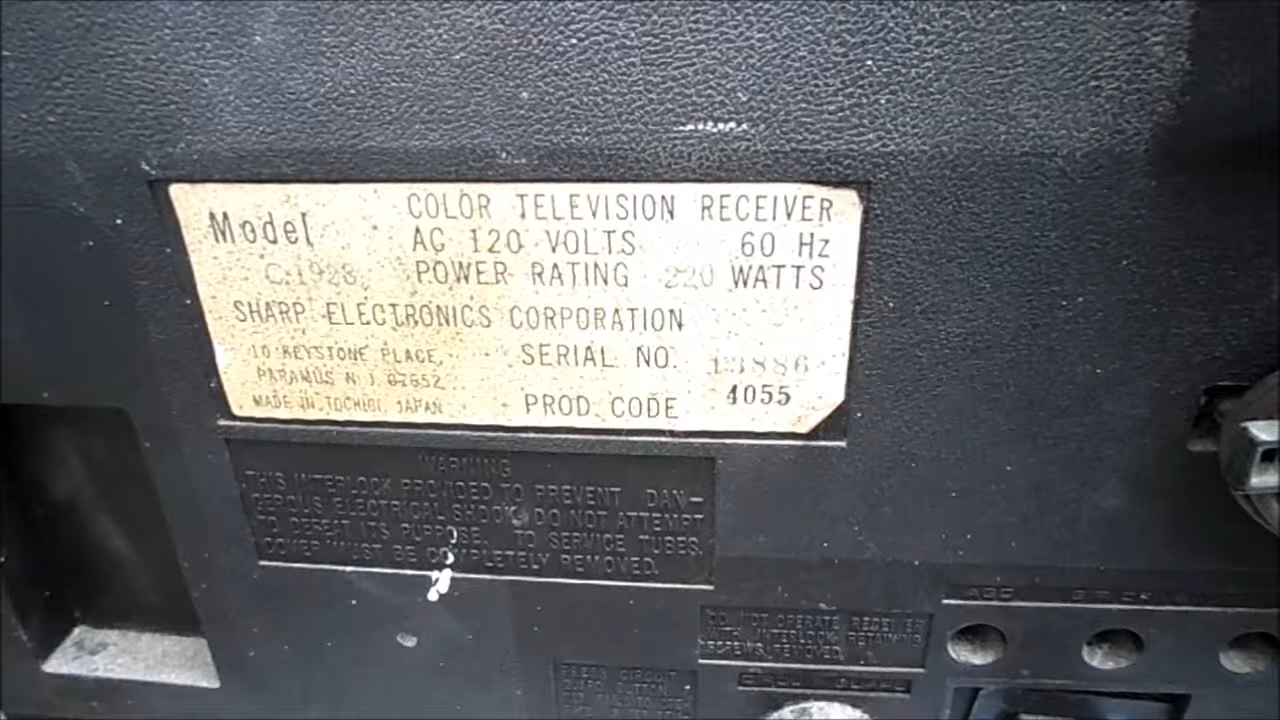 COLOR TELEVISION RECEIVER
Model AC 120 VOLTS 60 Hz
C-1928 POWER RATING 220 WATTS
SHARP ELECTRONICS CORPORATION
10 KEYSTONE PLACE, SERIAL NO. 13886
PARAMUS N J 07652
MADE IN TOCHIGI JAPAN PROD. CODE 4055
WARNING
THIS INTERLOCK PROVIDED TO PREVENT DAN-
GEROUS ELECTRICAL SHOCK. DO NOT ATTEMPT
TO DEFEAT ITS PURPOSE. TO SERVICE TUBES,
COVER MUST BE COMPLETELY REMOVED.
DO NOT OPERATE RECEIVER
WITH INTERLOCK RETAINING
SCREWS REMOVED.